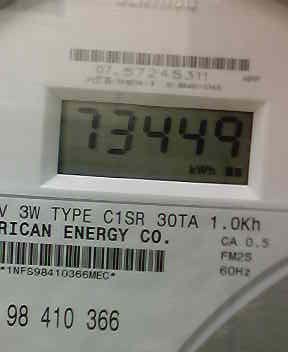 07.57245311
73449
kWh
V 3W TYPE C1SR 30TA 1.0Kh
RICAN ENERGY CO.
CA 0.5
FM2S
60Hz
*1NFS98410366MEC*
98 410 366